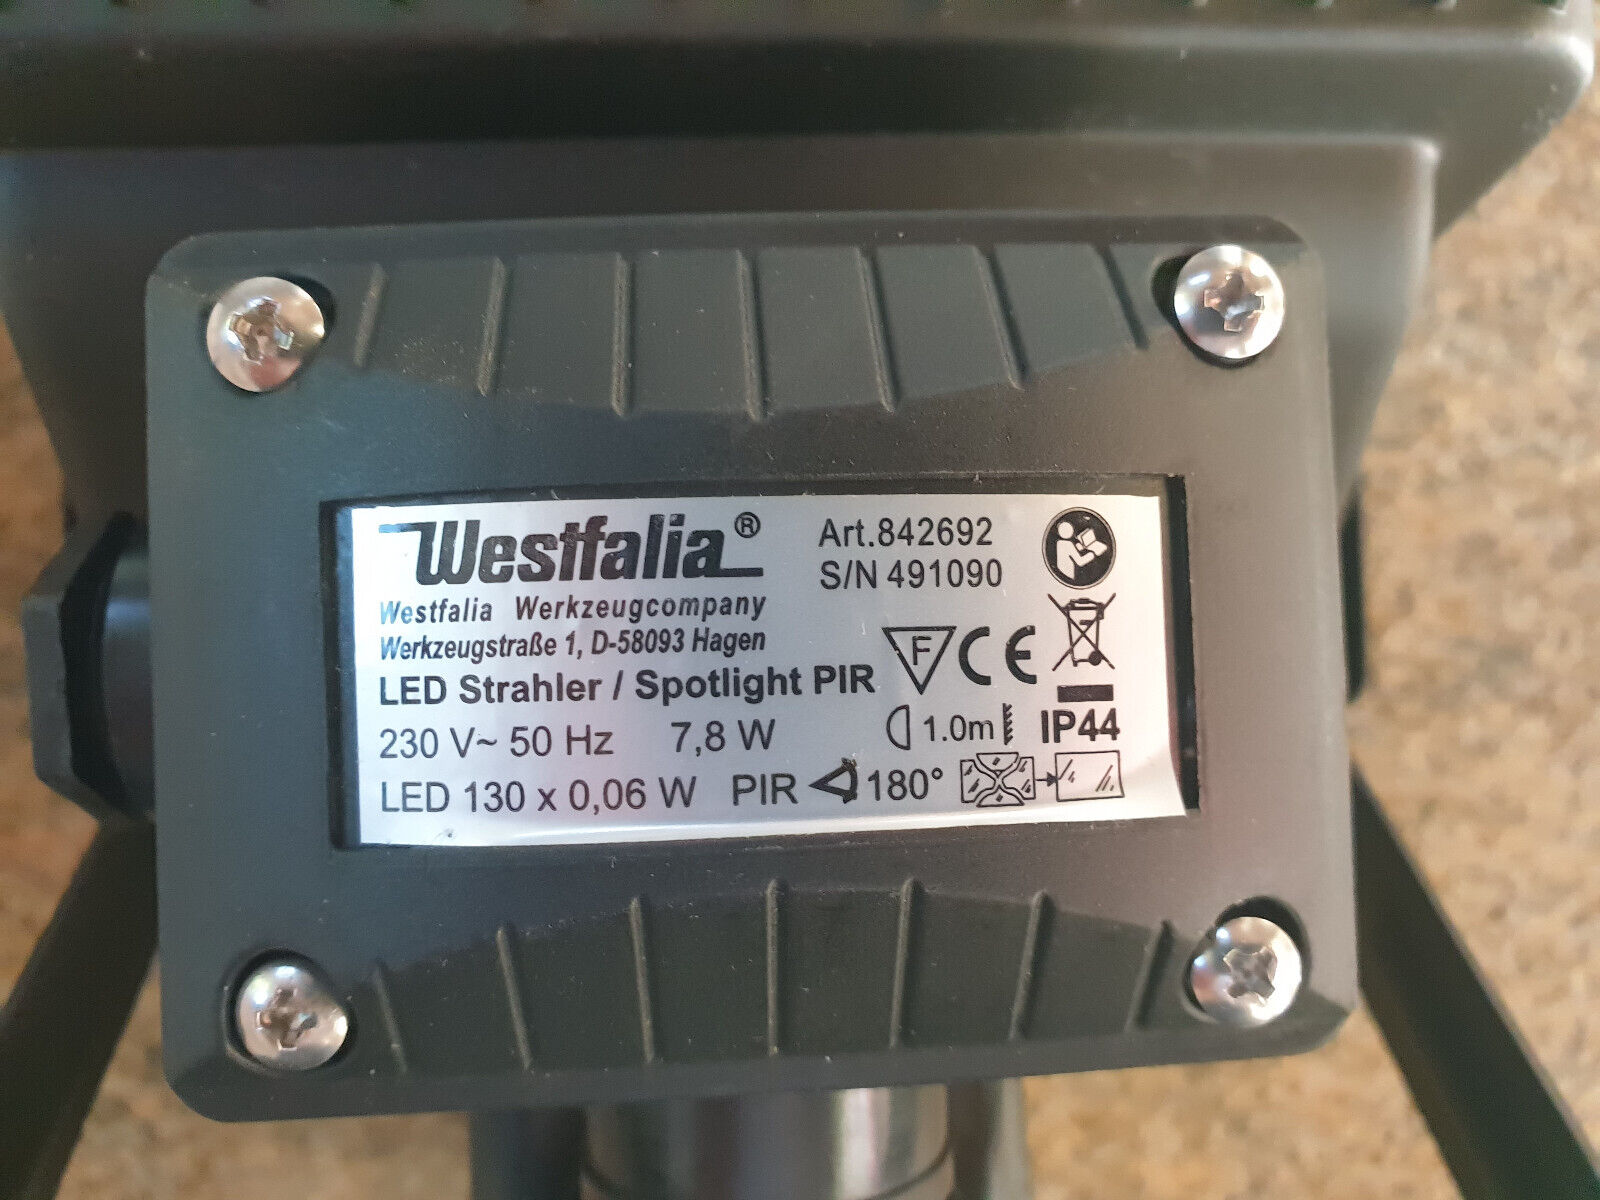 Westfalia®
Westfalia Werkzeugcompany
Werkzeugstraße 1, D-58093 Hagen
Art.842692
S/N 491090
LED Strahler / Spotlight PIR
F CE
230 V~ 50 Hz 7,8 W
1.0m IP44
LED 130 x 0,06 W PIR 180°